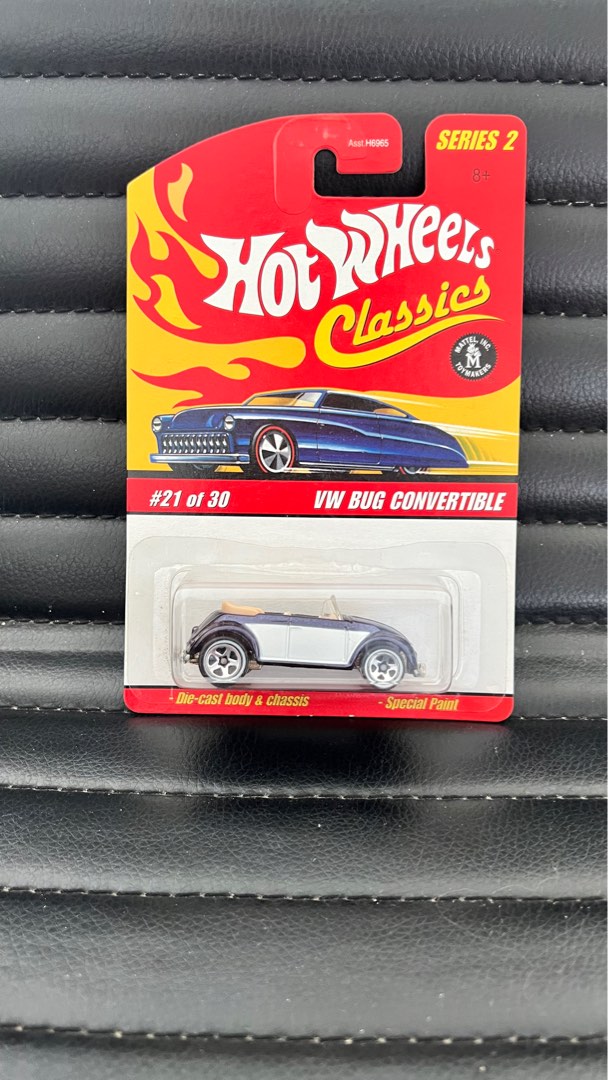 Asst.H6965
SERIES 2
8+
HOT WHEELS
Classics
MATTEL, INC.
M
TOYMAKERS
#21 of 30
VW BUG CONVERTIBLE
- Die-cast body & chassis
- Special Paint